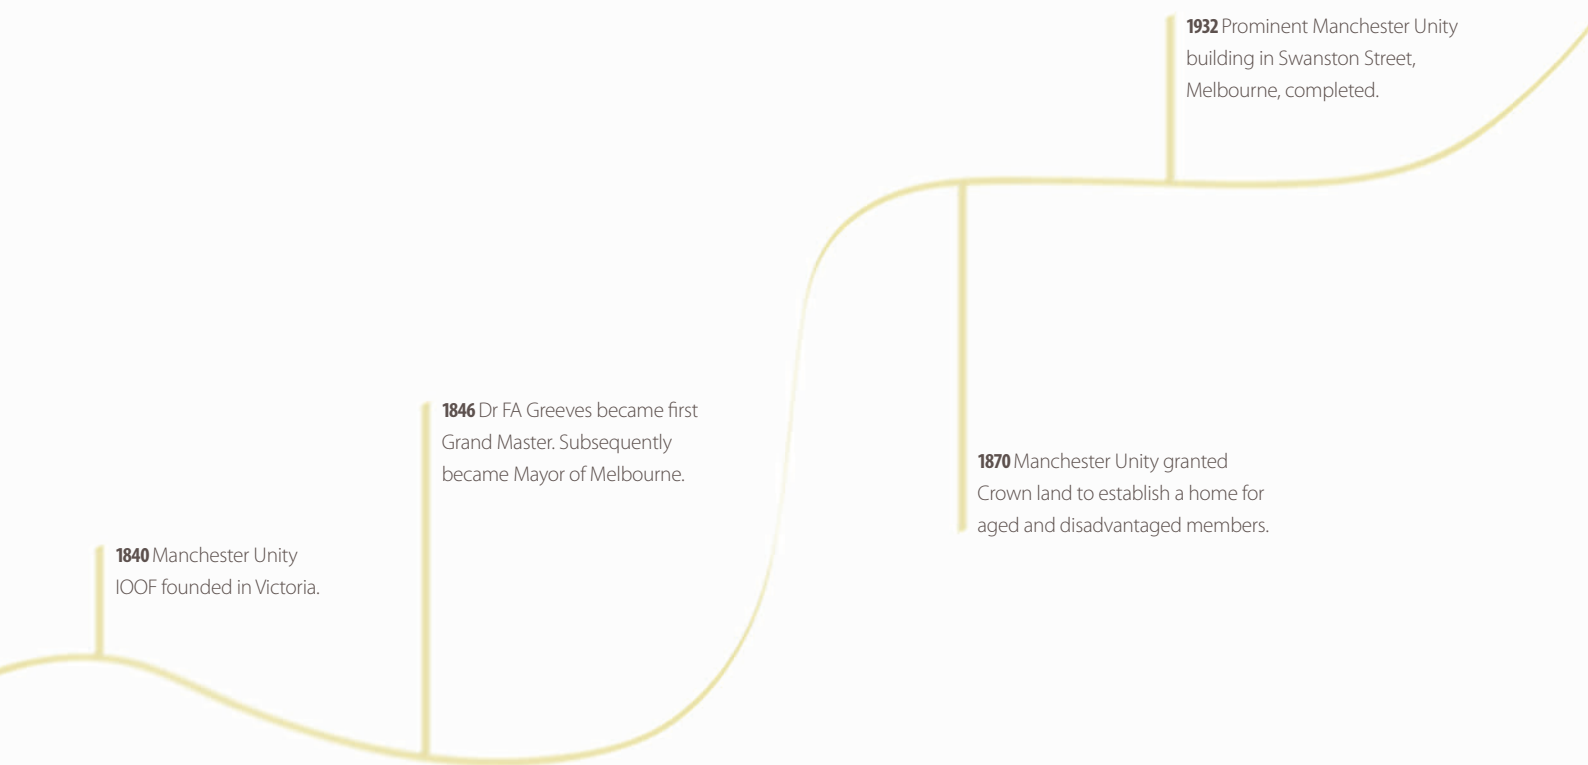 1840 Manchester Unity
IOOF founded in Victoria.
1846 Dr FA Greeves became first
Grand Master. Subsequently
became Mayor of Melbourne.
1870 Manchester Unity granted
Crown land to establish a home for
aged and disadvantaged members.
1932 Prominent Manchester Unity
building in Swanston Street,
Melbourne, completed.